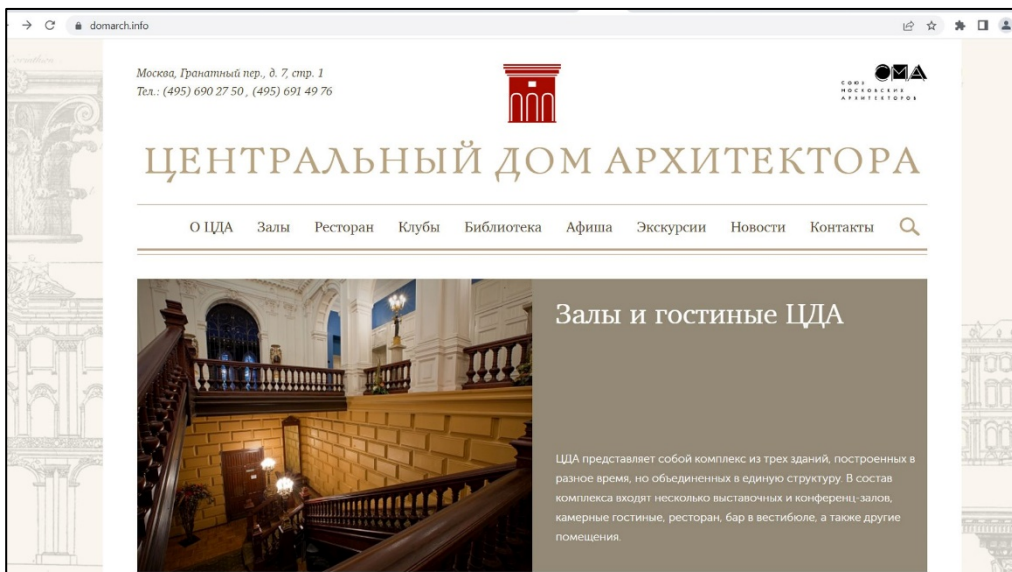 domarch.info
Москва, Гранатный пер., д. 7, стр. 1
Тел.: (495) 690 27 50 , (495) 691 49 76
СМА
СОЮЗ
МОСКОВСКИХ
АРХИТЕКТОРОВ
ЦЕНТРАЛЬНЫЙ ДОМ АРХИТЕКТОРА
О ЦДА Залы Ресторан Клубы Библиотека Афиша Экскурсии Новости Контакты
Залы и гостиные ЦДА
ЦДА представляет собой комплекс из трех зданий, построенных в
разное время, но объединенных в единую структуру. В состав
комплекса входят несколько выставочных и конференц-залов,
камерные гостиные, ресторан, бар в вестибюле, а также другие
помещения.